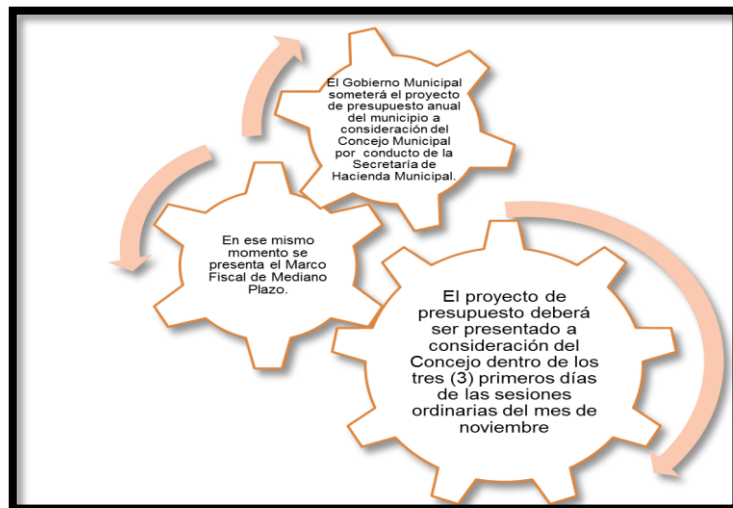 El Gobierno Municipal
someterá el proyecto
de presupuesto anual
del municipio a
consideración del
Concejo Municipal
por conducto de la
Secretaría de
Hacienda Municipal.
En ese mismo
momento se
presenta el Marco
Fiscal de Mediano
Plazo.
El proyecto de
presupuesto deberá
ser presentado a
consideración del
Concejo dentro de los
tres (3) primeros días
de las sesiones
ordinarias del mes de
noviembre